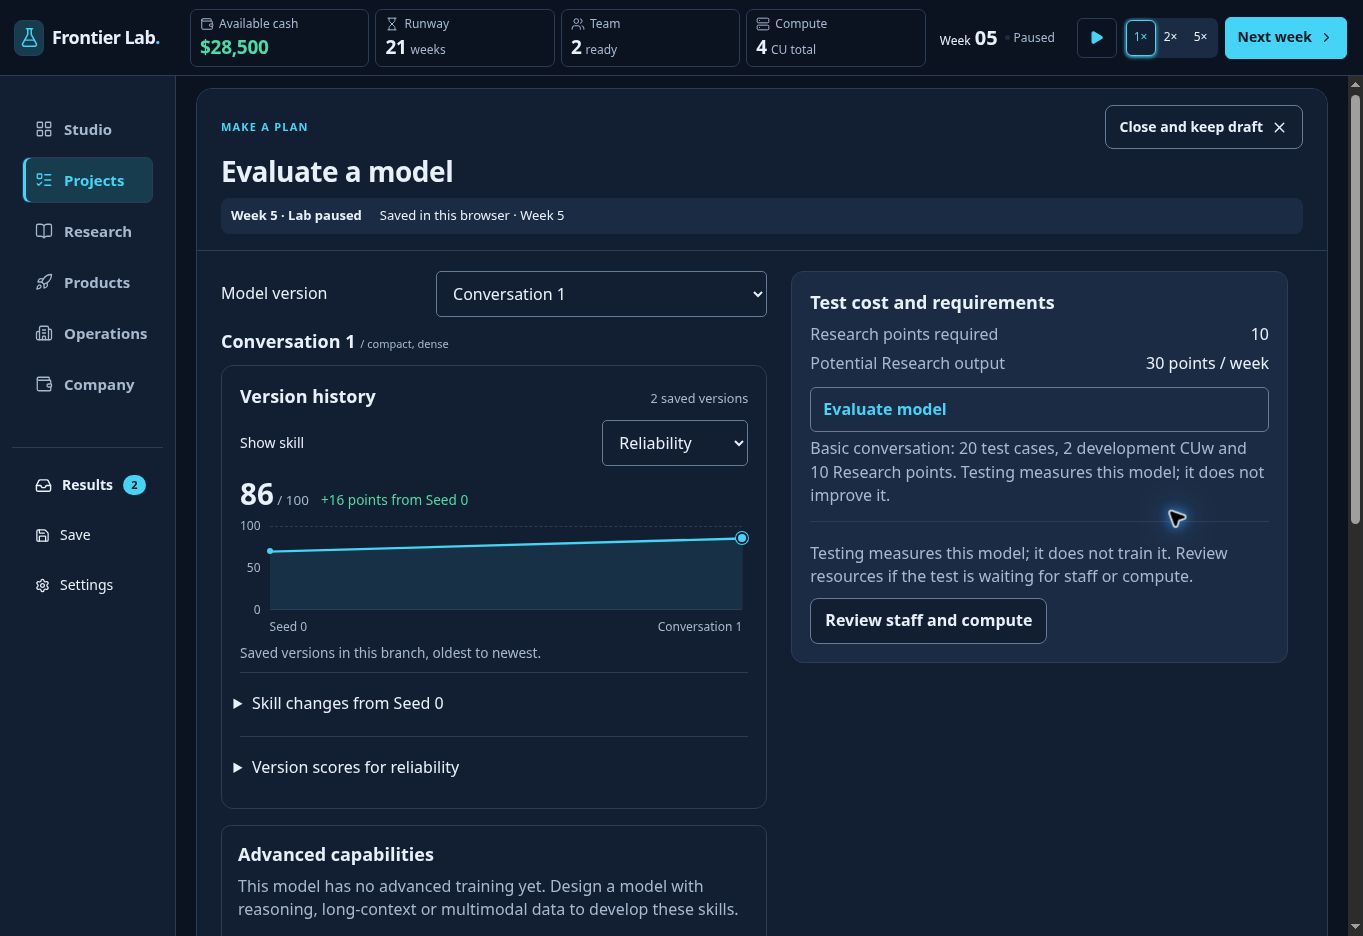 Frontier Lab.
Available cash
$28,500
Runway
21 weeks
Team
2 ready
Compute
4 CU total
Week 05 Paused
1× 2× 5×
Next week
Studio
Projects
Research
Products
Operations
Company
Results 2
Save
Settings
MAKE A PLAN
Close and keep draft
Evaluate a model
Week 5 · Lab paused Saved in this browser · Week 5
Model version Conversation 1
Conversation 1 / compact, dense
Version history 2 saved versions
Show skill Reliability
86 / 100 +16 points from Seed 0
100
50
0
Seed 0 Conversation 1
Saved versions in this branch, oldest to newest.
Skill changes from Seed 0
Version scores for reliability
Advanced capabilities
This model has no advanced training yet. Design a model with
reasoning, long-context or multimodal data to develop these skills.
Test cost and requirements
Research points required 10
Potential Research output 30 points / week
Evaluate model
Basic conversation: 20 test cases, 2 development CUw and
10 Research points. Testing measures this model; it does not
improve it.
Testing measures this model; it does not train it. Review
resources if the test is waiting for staff or compute.
Review staff and compute